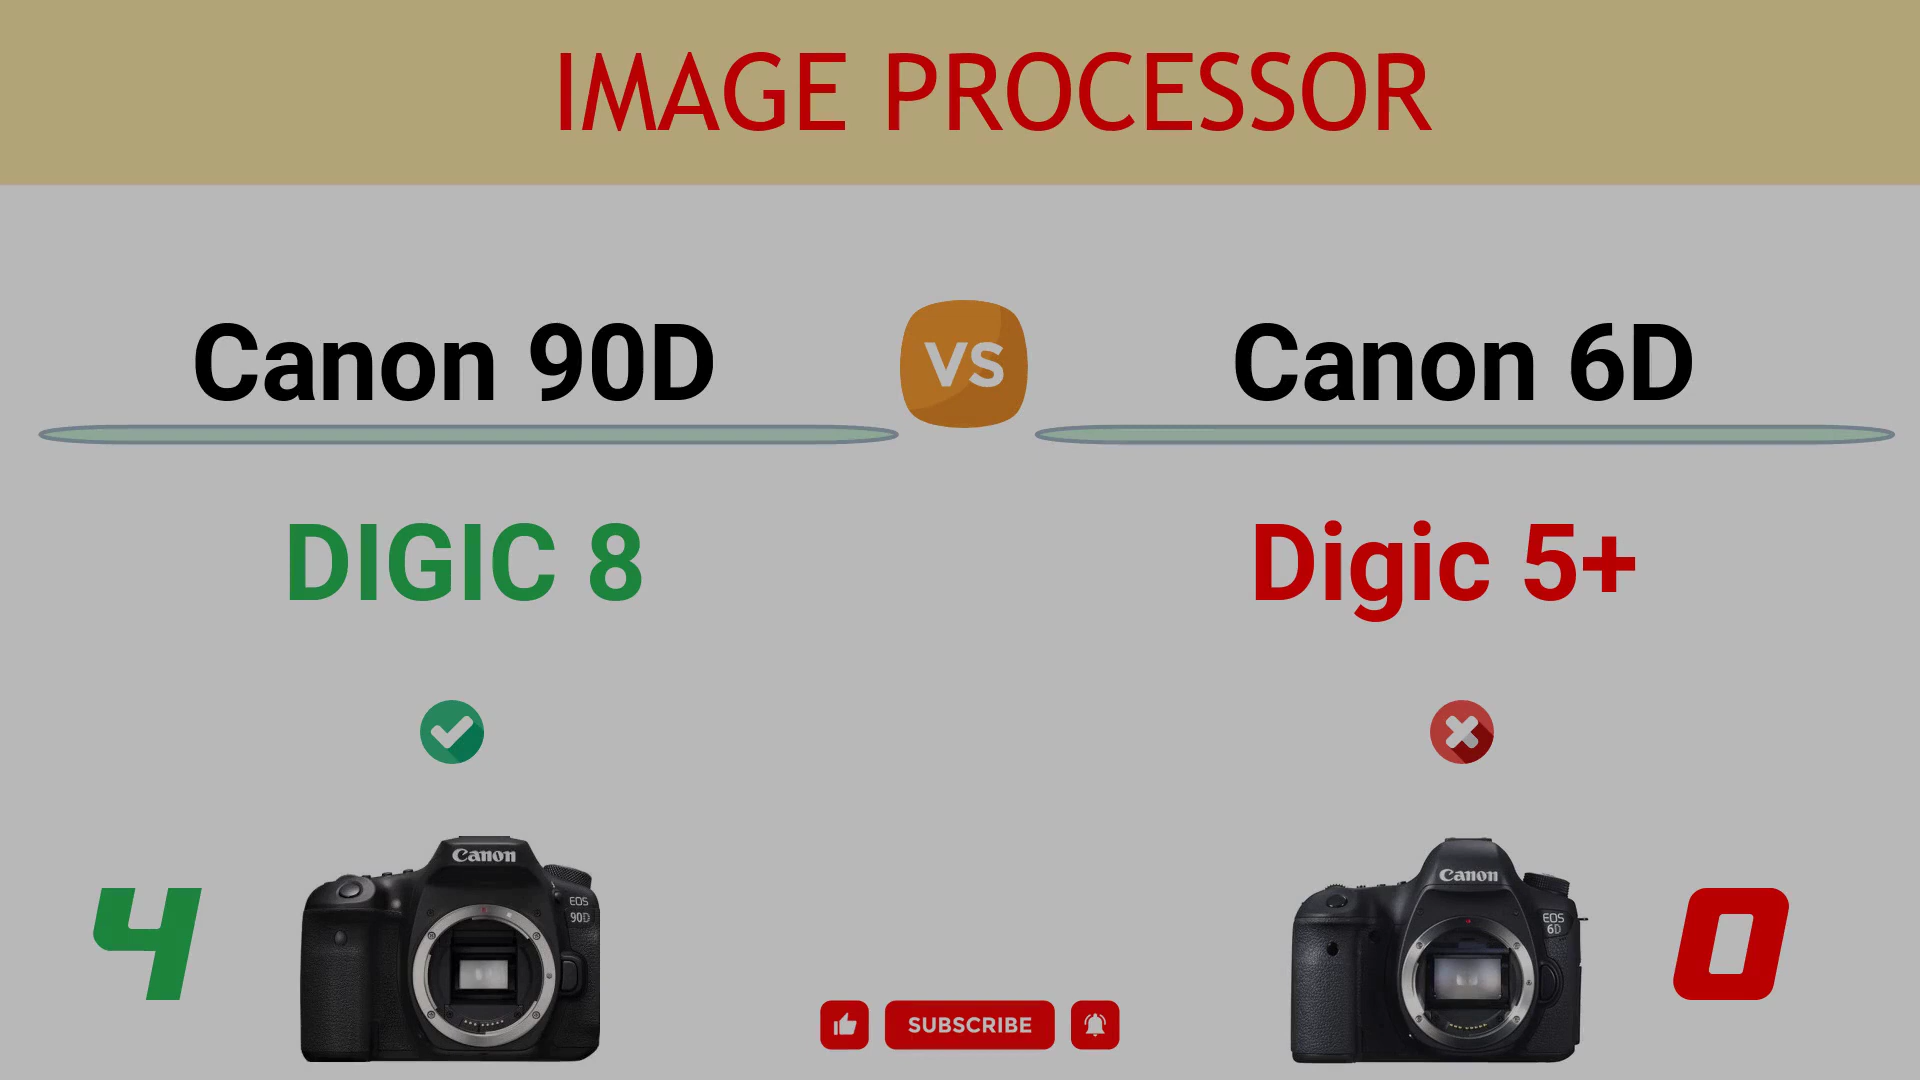 IMAGE PROCESSOR
Canon 90D
VS
Canon 6D
DIGIC 8
Digic 5+
4
Canon
EOS
90D
SUBSCRIBE
Canon
EOS
6D
0